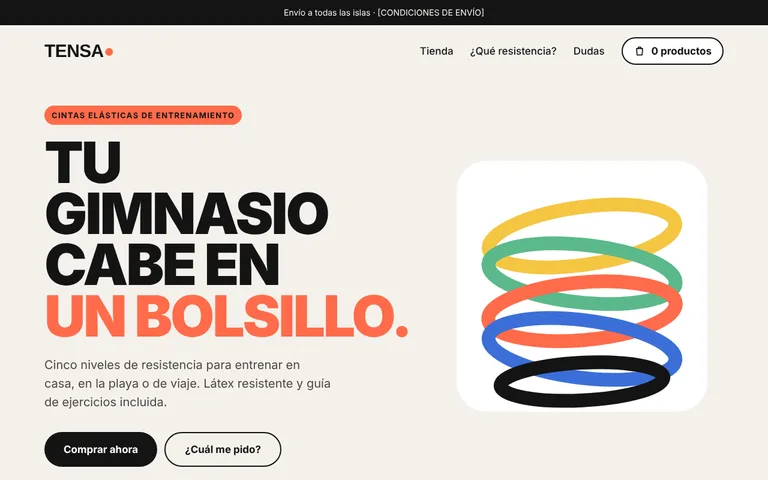 Envío a todas las islas · [CONDICIONES DE ENVÍO]
TENSA
Tienda ¿Qué resistencia? Dudas 0 productos
CINTAS ELÁSTICAS DE ENTRENAMIENTO
TU
GIMNASIO
CABE EN
UN BOLSILLO.
Cinco niveles de resistencia para entrenar en
casa, en la playa o de viaje. Látex resistente y guía
de ejercicios incluida.
Comprar ahora ¿Cuál me pido?